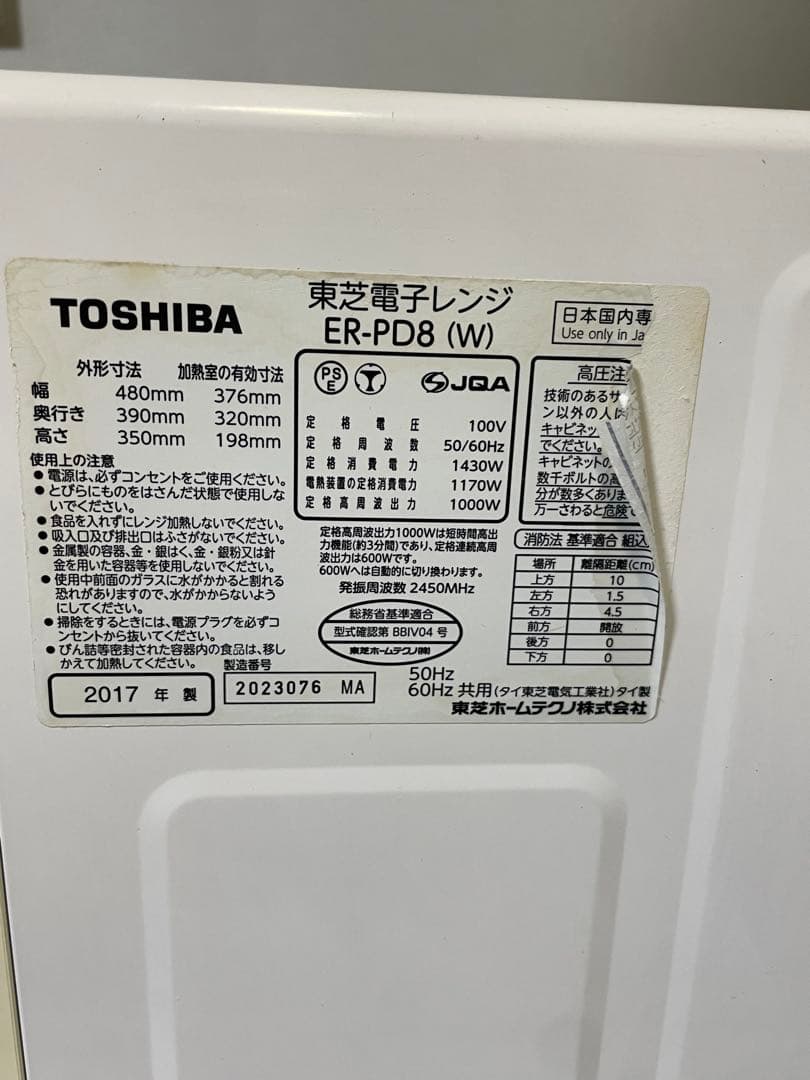 TOSHIBA
東芝電子レンジ
ER-PD8 (W)
日本国内専
Use only in Ja
外形寸法 加熱室の有効寸法
幅 480mm 376mm
奥行き 390mm 320mm
高さ 350mm 198mm
使用上の注意
●電源は、必ずコンセントをご使用ください。
●とびらにものをはさんだ状態で使用しな
いでください。
●食品を入れずにレンジ加熱しないでください。
●吸入口及び排出口はふさがないでください。
●金属製の容器、金・銀はく、金・銀粉又は針
金を用いた容器等を使用しないでください。
●使用中前面のガラスに水がかかると割れる
恐れがありますので、水がかからないよう
にしてください。
●掃除をするときには、電源プラグを必ずコ
ンセントから抜いてください。
●びん詰等密封された容器内の食品は、移し
かえて加熱してください。
PSE JQA
定格電圧 100V
定格周波数 50/60Hz
定格消費電力 1430W
電熱装置の定格消費電力 1170W
定格高周波出力 1000W
定格高周波出力1000Wは短時間高出
力機能(約3分間)であり、定格連続高周
波出力は600Wです。
600Wへは自動的に切り換わります。
発振周波数 2450MHz
総務省基準適合
型式確認第 BBIV04 号
東芝ホームテクノ(株)
高圧注
技術のあるサ
ン以外の人は
キャビネッ
でください。
キャビネットの
数千ボルトの高
分が数多くありま
万一さわると危険で
消防法 基準適合 組込
場所 離隔距離(cm)
上方 10
左方 1.5
右方 4.5
前方 開放
後方 0
下方 0
2017 年 製
製造番号
2023076 MA
50Hz
60Hz 共用 (タイ東芝電気工業社) タイ製
東芝ホームテクノ株式会社